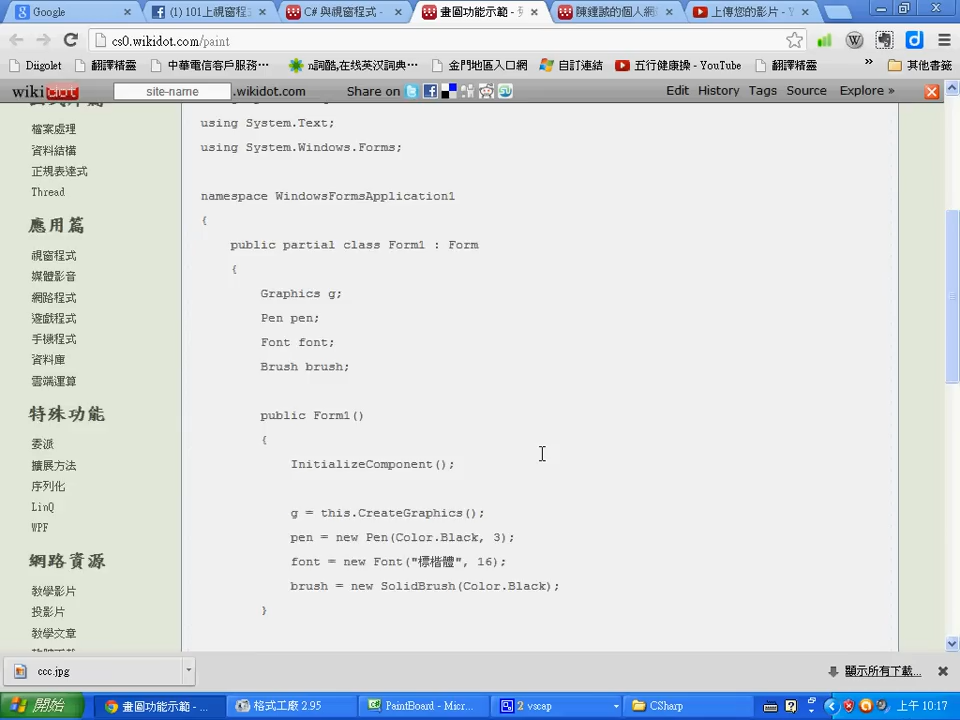 Google
(1) 101上視窗程
C# 與視窗程式 -
畫圖功能示範 -
陳鍾誠的個人網
上傳您的影片 - Y
cs0.wikidot.com/paint
Diigolet
翻譯精靈
中華電信客戶服務…
n詞酷,在线英汉词典…
金門地區入口網
自訂連結
五行健康操 - YouTube
翻譯精靈
»
其他書籤
wikidot
site-name
.wikidot.com
Share on
Edit
History
Tags
Source
Explore »
檔案處理
資料結構
正規表達式
Thread
應用篇
視窗程式
媒體影音
網路程式
遊戲程式
手機程式
資料庫
雲端運算
特殊功能
委派
擴展方法
序列化
LinQ
WPF
網路資源
教學影片
投影片
教學文章
using System.Text;
using System.Windows.Forms;
namespace WindowsFormsApplication1
{
public partial class Form1 : Form
{
Graphics g;
Pen pen;
Font font;
Brush brush;
public Form1()
{
InitializeComponent();
g = this.CreateGraphics();
pen = new Pen(Color.Black, 3);
font = new Font("標楷體", 16);
brush = new SolidBrush(Color.Black);
}
ccc.jpg
顯示所有下載...
開始
畫圖功能示範 - ...
格式工廠 2.95
PaintBoard - Micr...
2 vscap
CSharp
上午 10:17